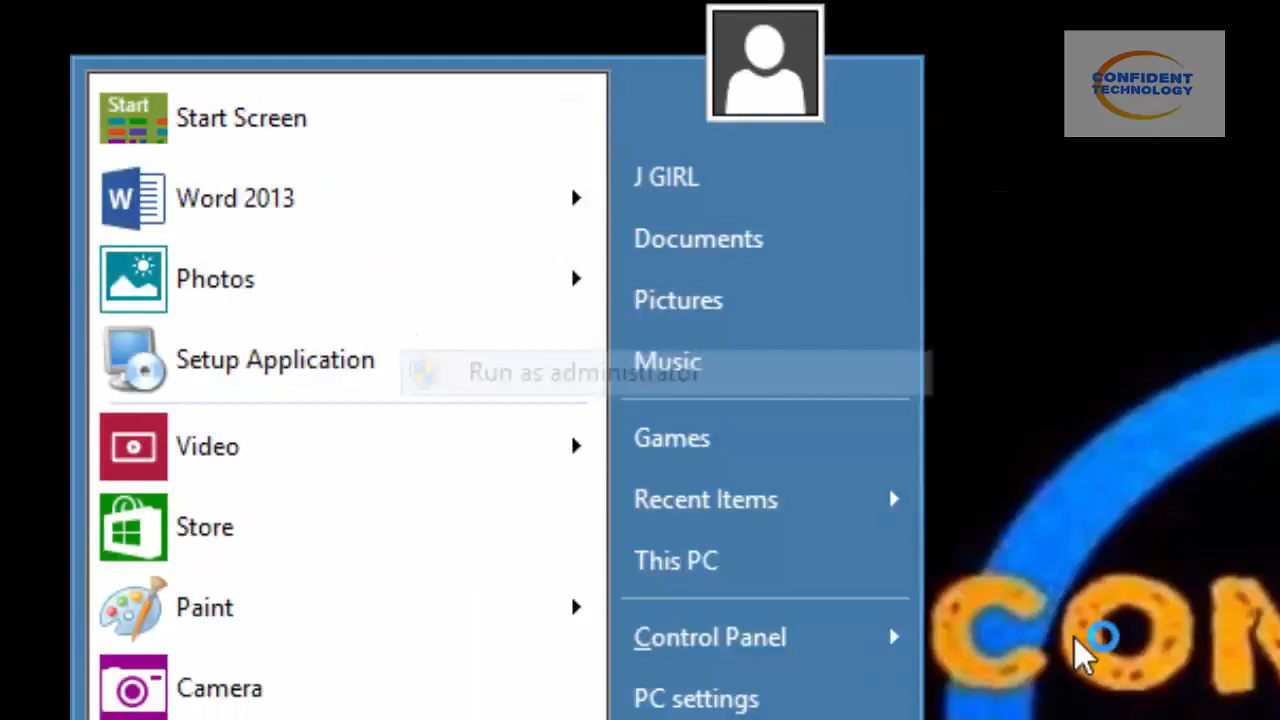 CONFIDENT
TECHNOLOGY
Start
Start Screen
W
Word 2013
Photos
Setup Application
Video
Store
Paint
Camera
J GIRL
Documents
Pictures
Music
Run as administrator
Games
Recent Items
This PC
Control Panel
PC settings
CON